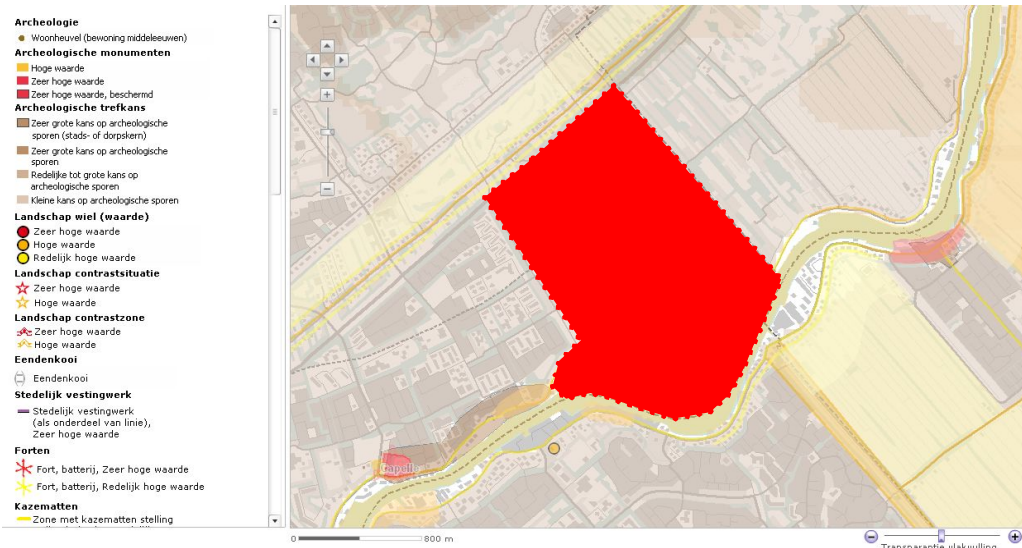 Archeologie
Woonheuvel (bewoning middeleeuwen)
Archeologische monumenten
Hoge waarde
Zeer hoge waarde
Zeer hoge waarde, beschermd
Archeologische trefkans
Zeer grote kans op archeologische
sporen (stads- of dorpskern)
Zeer grote kans op archeologische
sporen
Redelijke tot grote kans op
archeologische sporen
Kleine kans op archeologische sporen
Landschap wiel (waarde)
Zeer hoge waarde
Hoge waarde
Redelijk hoge waarde
Landschap contrastsituatie
Zeer hoge waarde
Hoge waarde
Landschap contrastzone
Zeer hoge waarde
Hoge waarde
Eendenkooi
Eendenkooi
Stedelijk vestingwerk
Stedelijk vestingwerk
(als onderdeel van linie),
Zeer hoge waarde
Forten
Fort, batterij, Zeer hoge waarde
Fort, batterij, Redelijk hoge waarde
Kazematten
Zone met kazematten stelling
Capelle
0 800 m
Transparantie vlakvulling